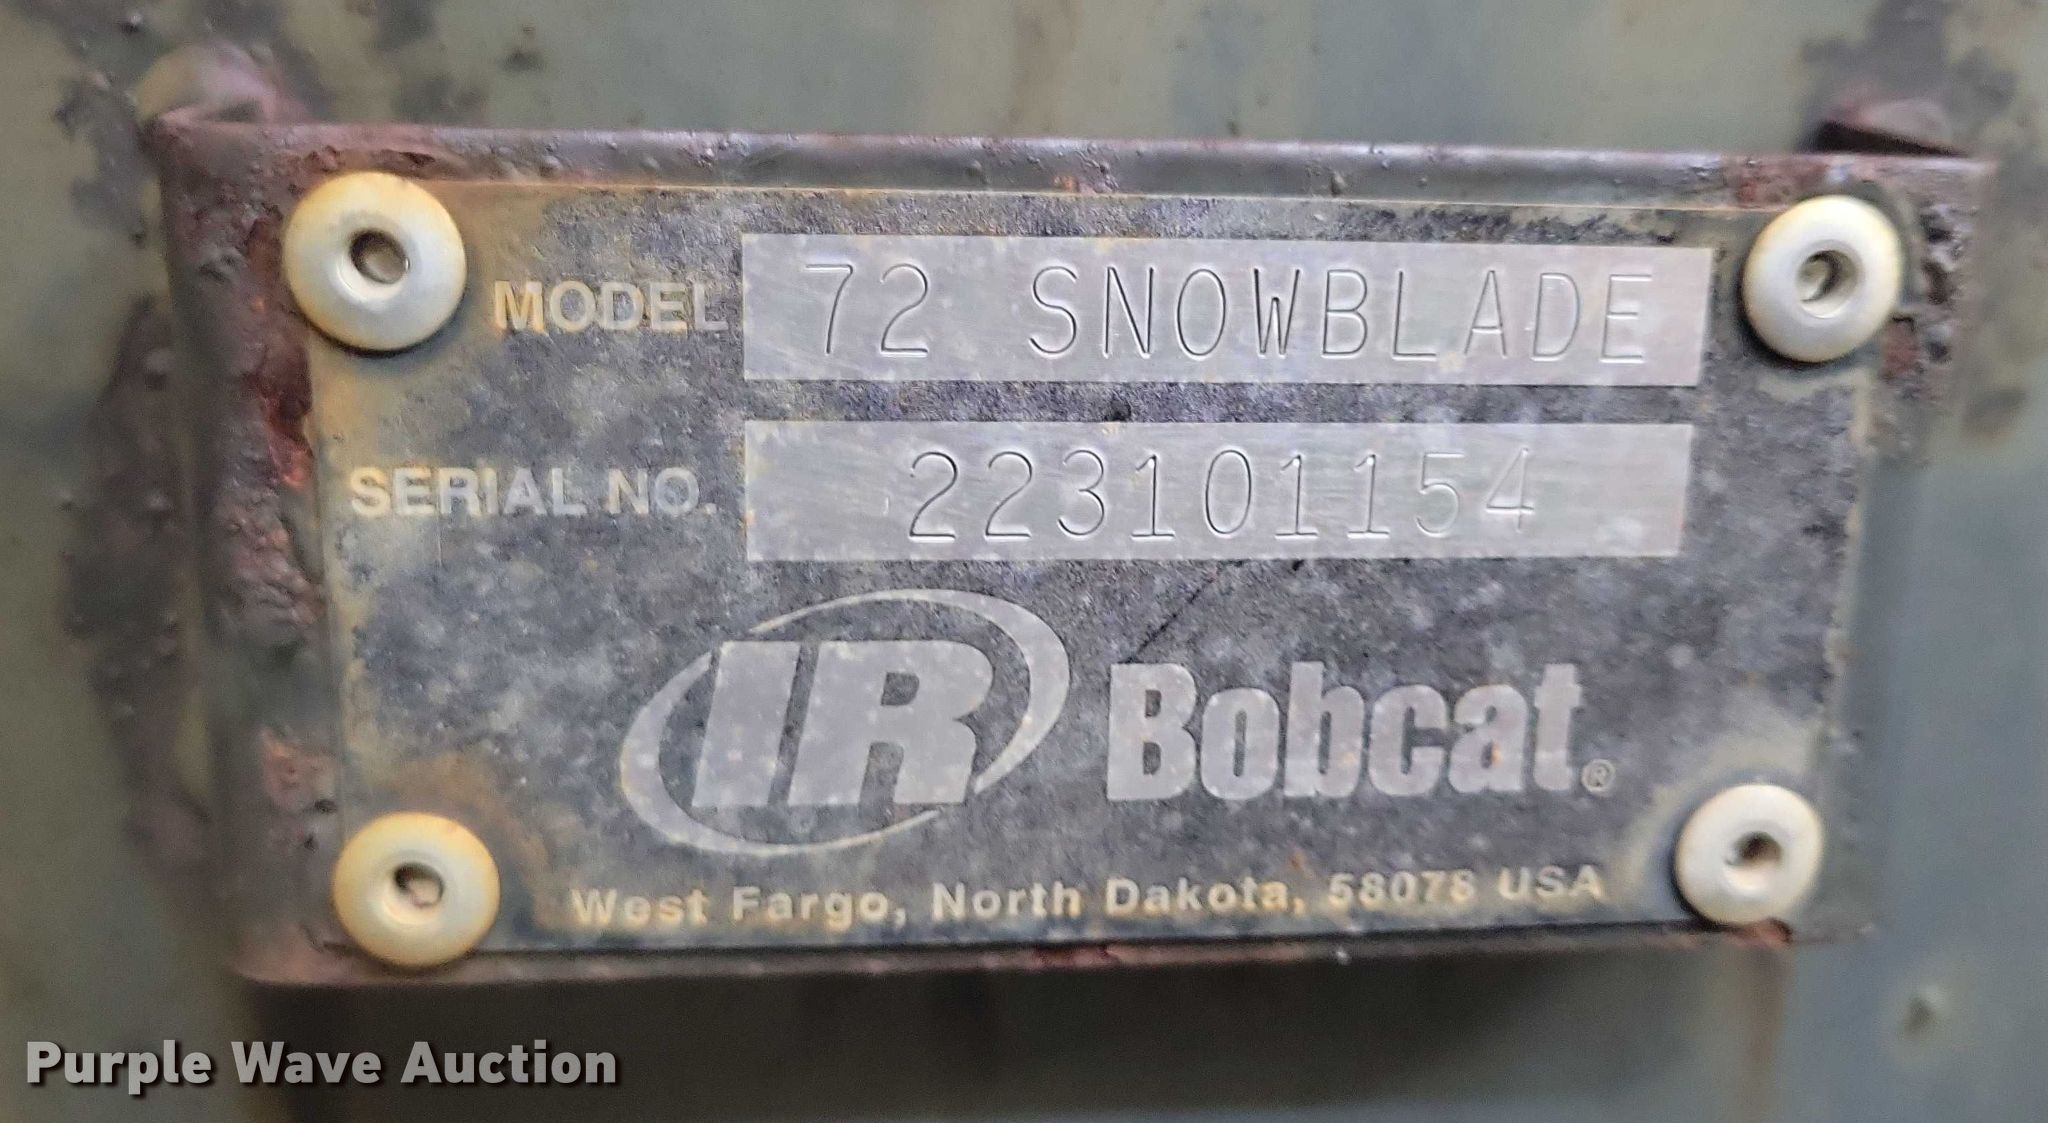 MODEL 72 SNOWBLADE
SERIAL NO. 223101154
IR Bobcat®
West Fargo, North Dakota, 58078 USA
Purple Wave Auction